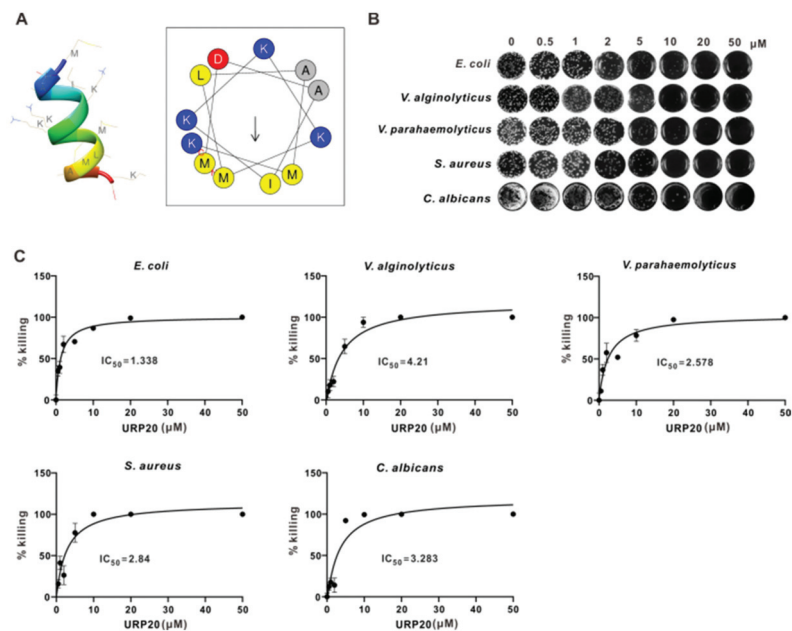 A
M
K
K
K
M
M
K
D
K
L
A
A
K
K
K
M
M
I
M
B
0 0.5 1 2 5 10 20 50 μM
E. coli
V. alginolyticus
V. parahaemolyticus
S. aureus
C. albicans
C
E. coli
% killing
150
100
50
0
IC50=1.338
0 10 20 30 40 50
URP20 (μM)
V. alginolyticus
% killing
150
100
50
0
IC50=4.21
0 10 20 30 40 50
URP20 (μM)
V. parahaemolyticus
% killing
150
100
50
0
IC50=2.578
0 10 20 30 40 50
URP20 (μM)
S. aureus
% killing
150
100
50
0
IC50=2.84
0 10 20 30 40 50
URP20 (μM)
C. albicans
% killing
150
100
50
0
IC50=3.283
0 10 20 30 40 50
URP20 (μM)